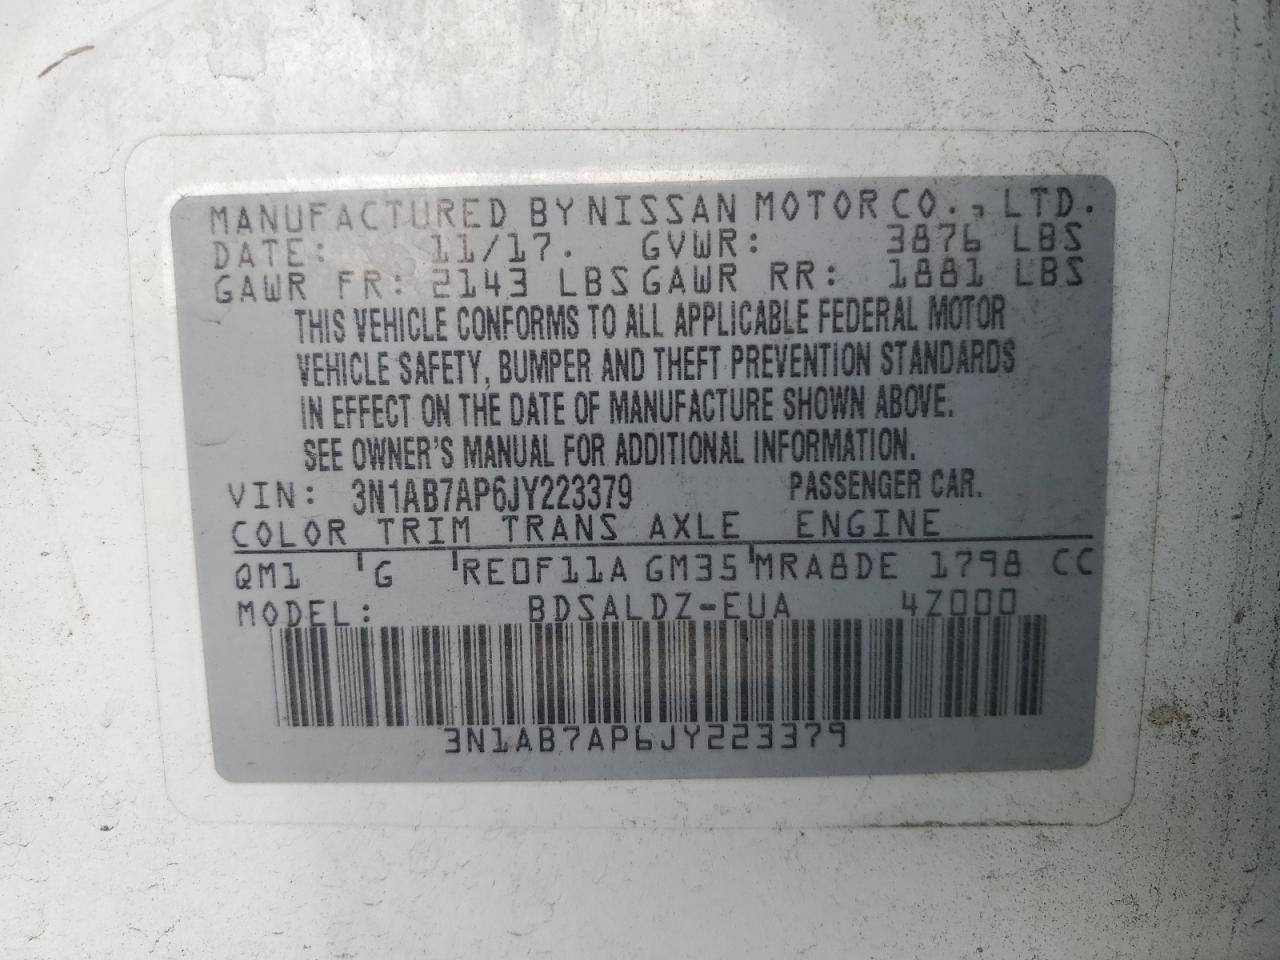 MANUFACTURED BY NISSAN MOTOR CO., LTD.
DATE: 11/17. GVWR: 3876 LBS
GAWR FR: 2143 LBS GAWR RR: 1881 LBS
THIS VEHICLE CONFORMS TO ALL APPLICABLE FEDERAL MOTOR
VEHICLE SAFETY, BUMPER AND THEFT PREVENTION STANDARDS
IN EFFECT ON THE DATE OF MANUFACTURE SHOWN ABOVE.
SEE OWNER'S MANUAL FOR ADDITIONAL INFORMATION.
VIN: 3N1AB7AP6JY223379 PASSENGER CAR.
COLOR TRIM TRANS AXLE ENGINE
QM1 G RE0F11A GM35 MRA8DE 1798 CC
MODEL: BDSALDZ-EUA 4Z000
3N1AB7AP6JY223379